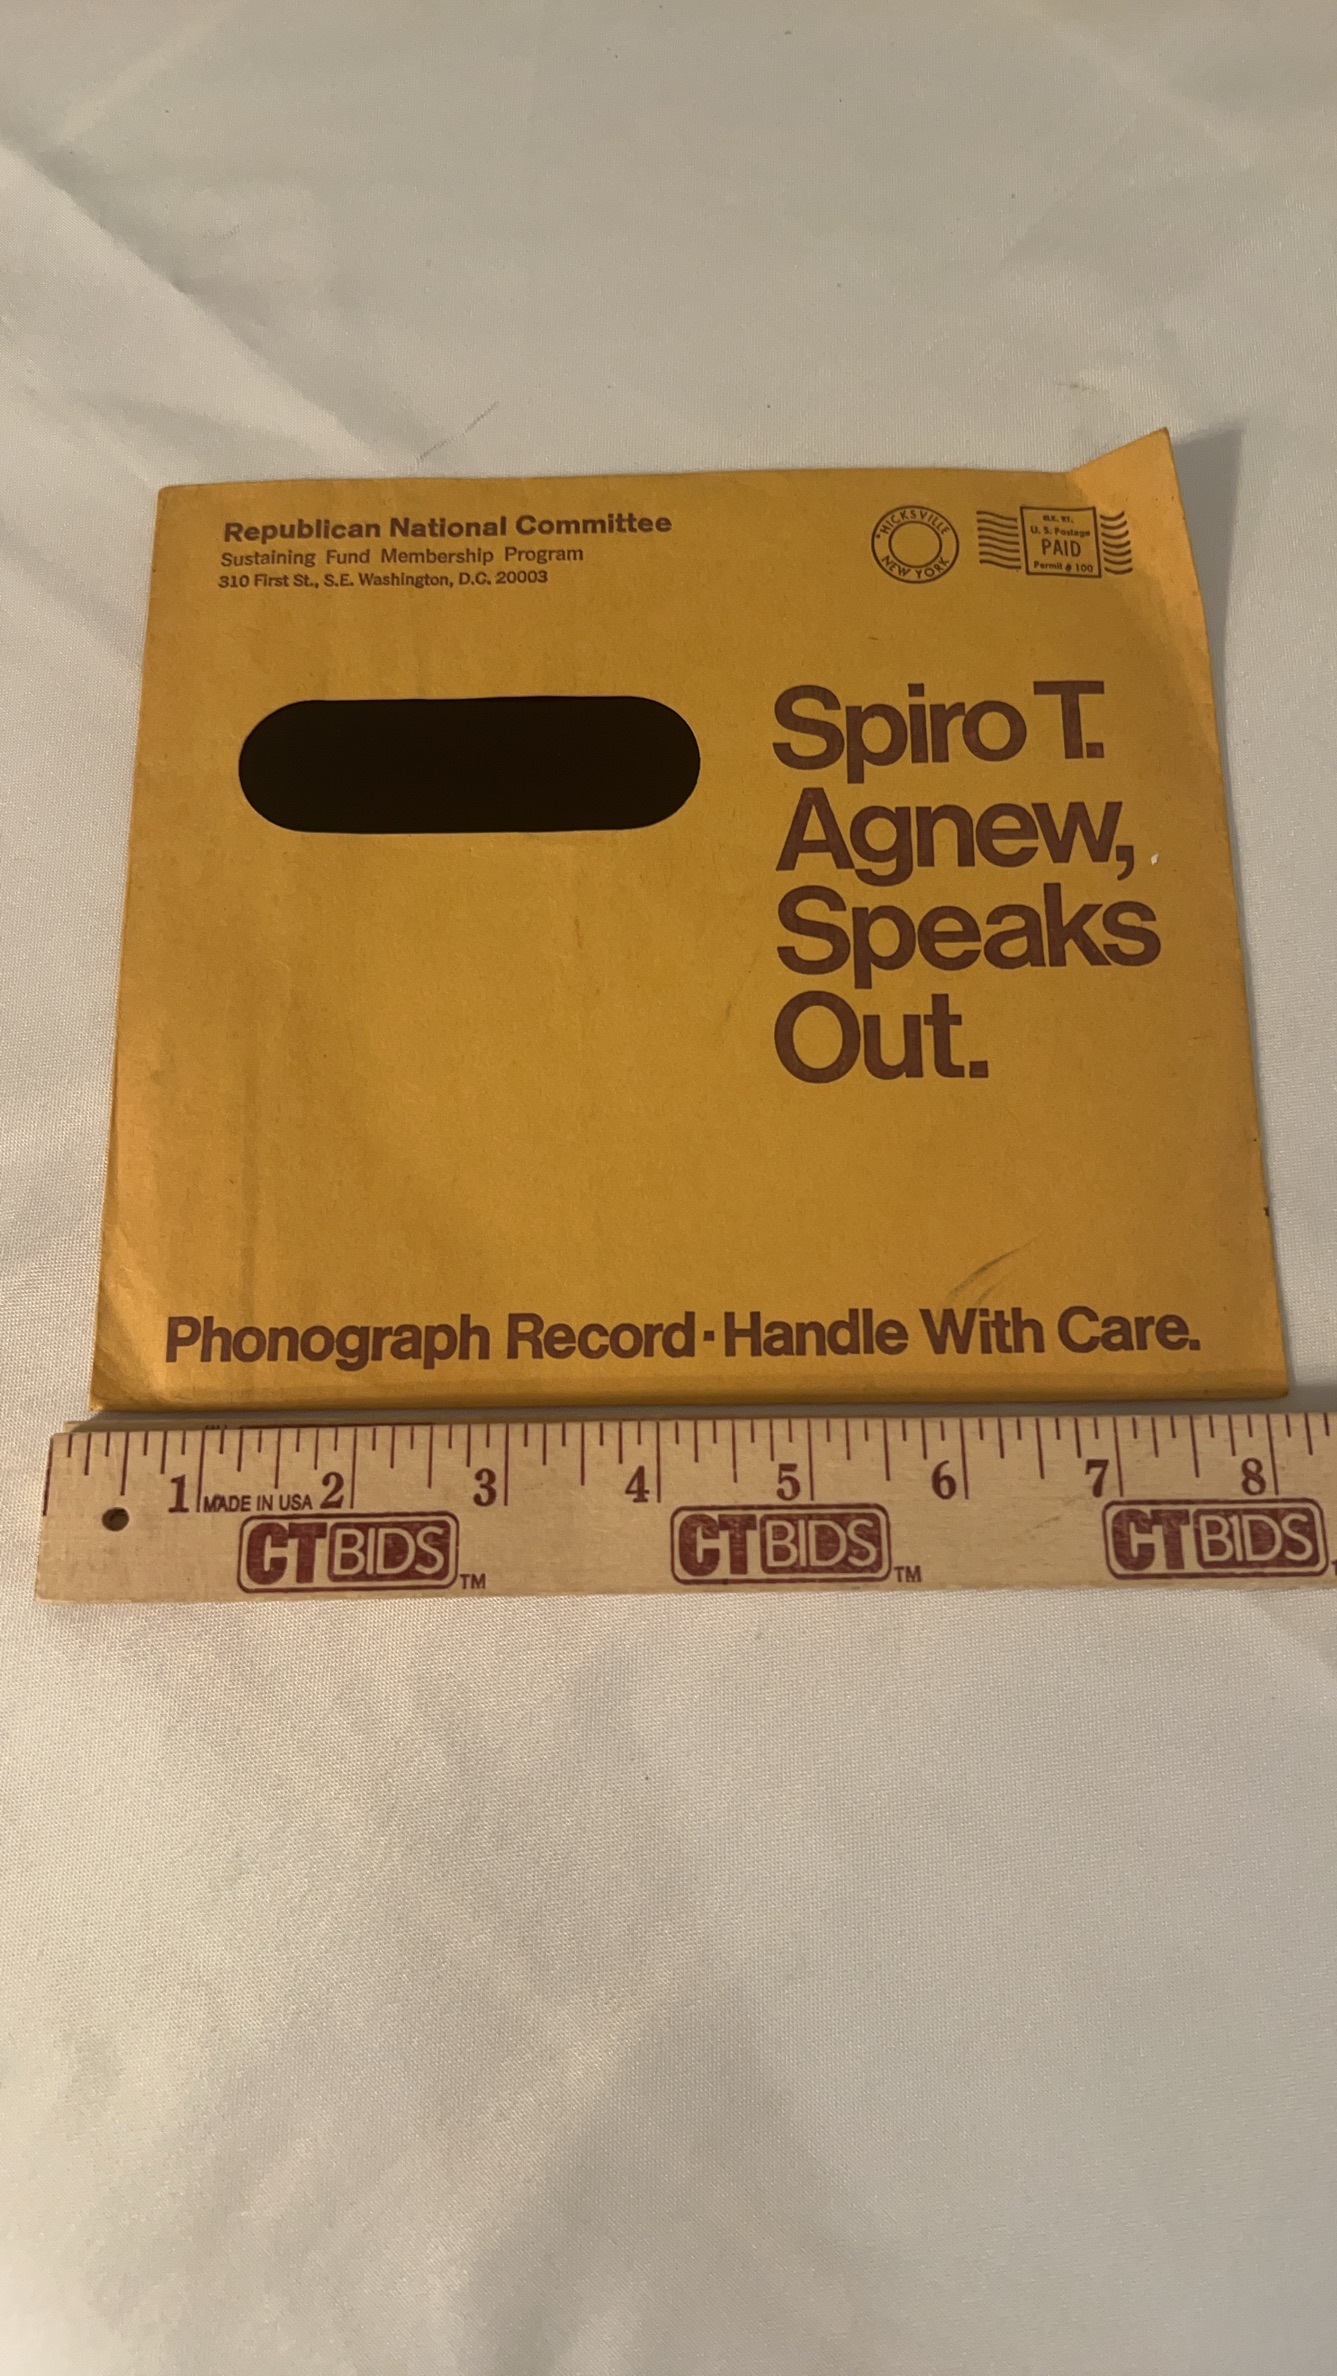 Republican National Committee
Sustaining Fund Membership Program
310 First St., S.E. Washington, D.C. 20003
HICKSVILLE
NEW YORK
U. S. Postage
PAID
Permit # 100
Spiro T.
Agnew,
Speaks
Out.
Phonograph Record · Handle With Care.
1 2 3 4 5 6 7 8
MADE IN USA
CTBIDS TM CTBIDS TM CTBIDS